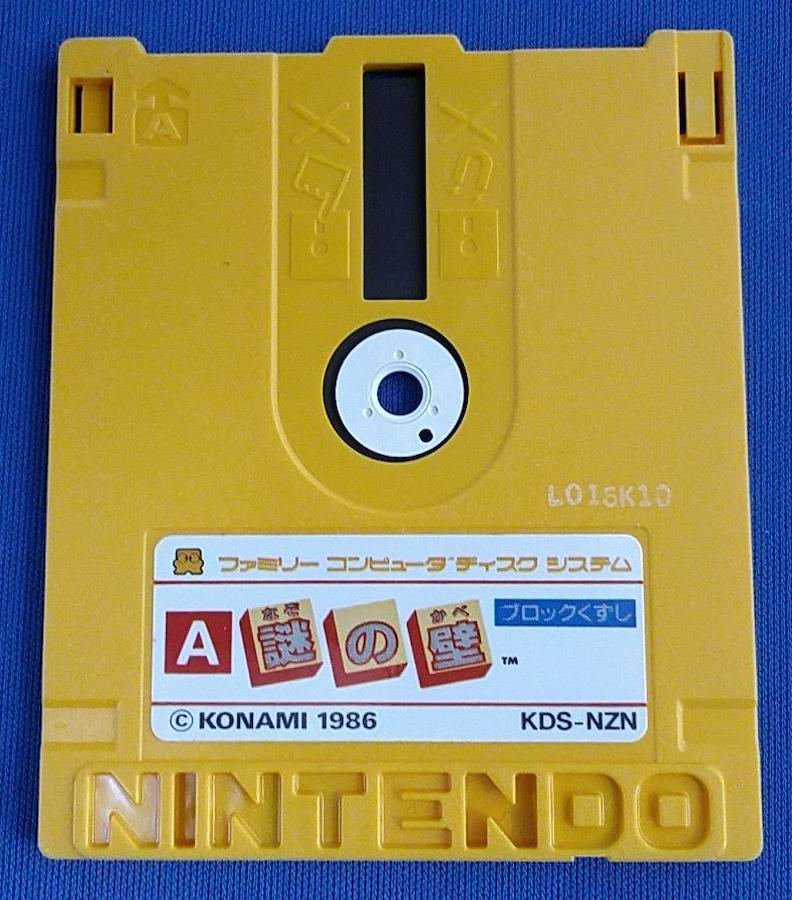 A
L01SK10
ファミリー コンピュータ ディスク システム
A 謎の壁 ブロックくずし
なぞ かべ
TM
© KONAMI 1986 KDS-NZN
NINTENDO